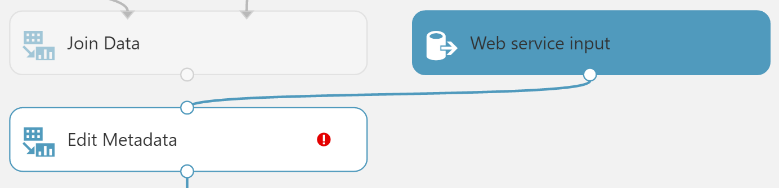 Join Data
Web service input
Edit Metadata